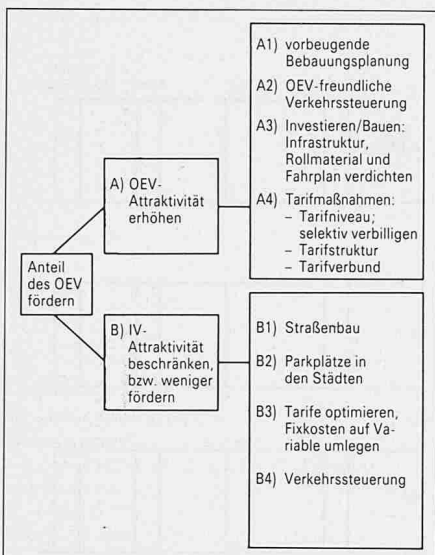 Anteil
des OEV
fördern
A) OEV-
Attraktivität
erhöhen
A1) vorbeugende
Bebauungsplanung
A2) OEV-freundliche
Verkehrssteuerung
A3) Investieren/Bauen:
Infrastruktur,
Rollmaterial und
Fahrplan verdichten
A4) Tarifmaßnahmen:
– Tarifniveau;
selektiv verbilligen
– Tarifstruktur
– Tarifverbund
B) IV-
Attraktivität
beschränken,
bzw. weniger
fördern
B1) Straßenbau
B2) Parkplätze in
den Städten
B3) Tarife optimieren,
Fixkosten auf Va-
riable umlegen
B4) Verkehrssteuerung